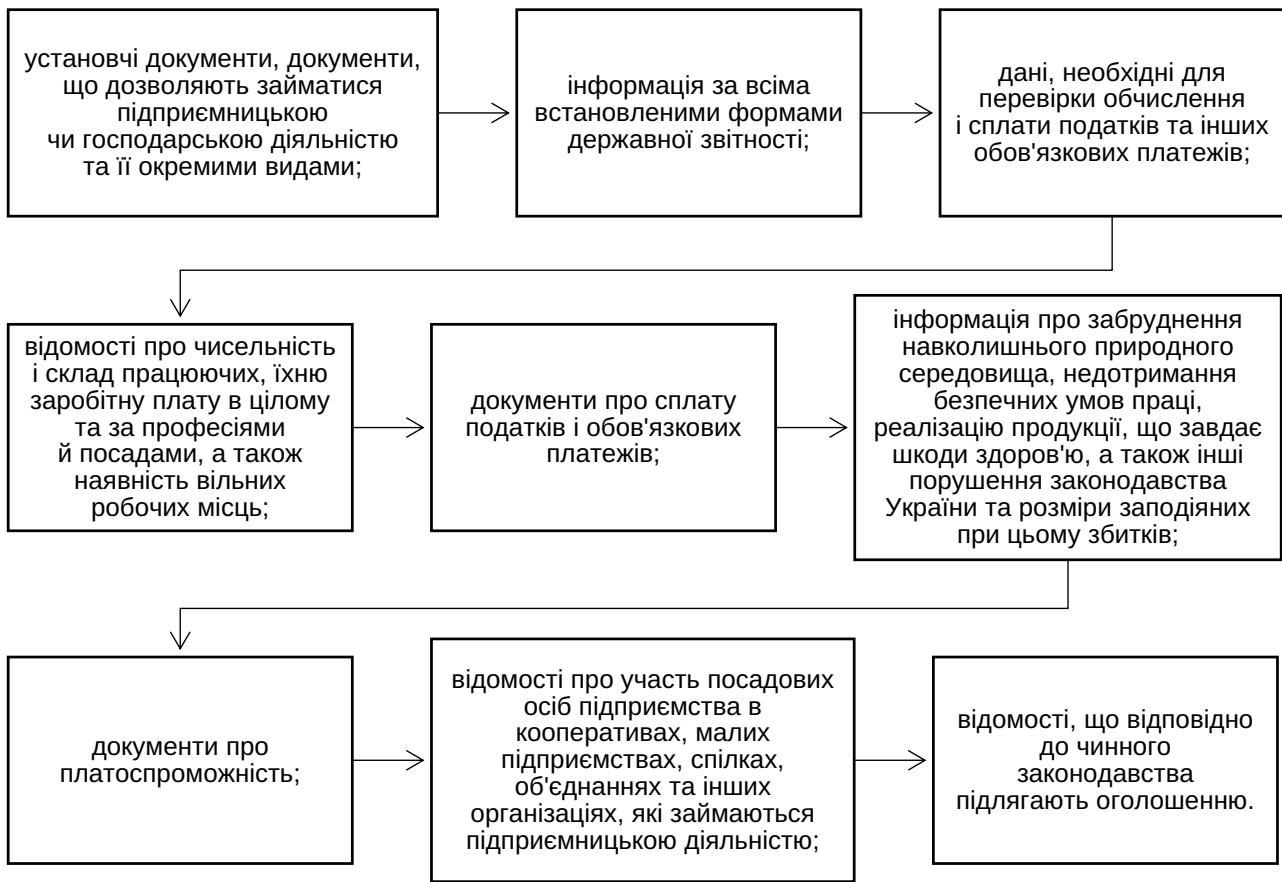 установчі документи, документи,
що дозволяють займатися
підприємницькою
чи господарською діяльністю
та її окремими видами;
інформація за всіма
встановленими формами
державної звітності;
дані, необхідні для
перевірки обчислення
і сплати податків та інших
обов'язкових платежів;
відомості про чисельність
і склад працюючих, їхню
заробітну плату в цілому
та за професіями
й посадами, а також
наявність вільних
робочих місць;
документи про сплату
податків і обов'язкових
платежів;
інформація про забруднення
навколишнього природного
середовища, недотримання
безпечних умов праці,
реалізацію продукції, що завдає
шкоди здоров'ю, а також інші
порушення законодавства
України та розміри заподіяних
при цьому збитків;
документи про
платоспроможність;
відомості про участь посадових
осіб підприємства в
кооперативах, малих
підприємствах, спілках,
об'єднаннях та інших
організаціях, які займаються
підприємницькою діяльністю;
відомості, що відповідно
до чинного
законодавства
підлягають оголошенню.